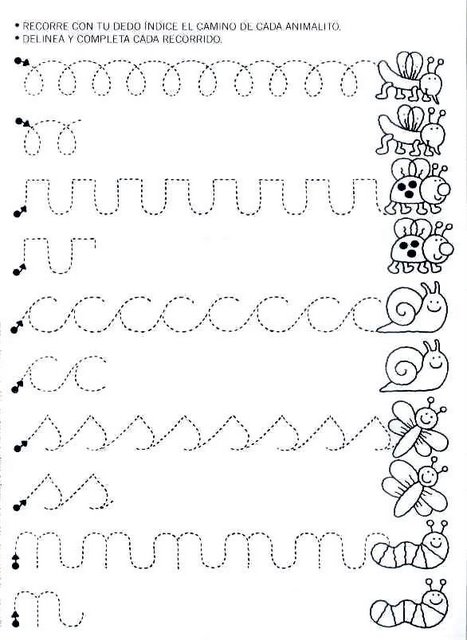 • RECORRE CON TU DEDO ÍNDICE EL CAMINO DE CADA ANIMALITO.
• DELINEA Y COMPLETA CADA RECORRIDO.